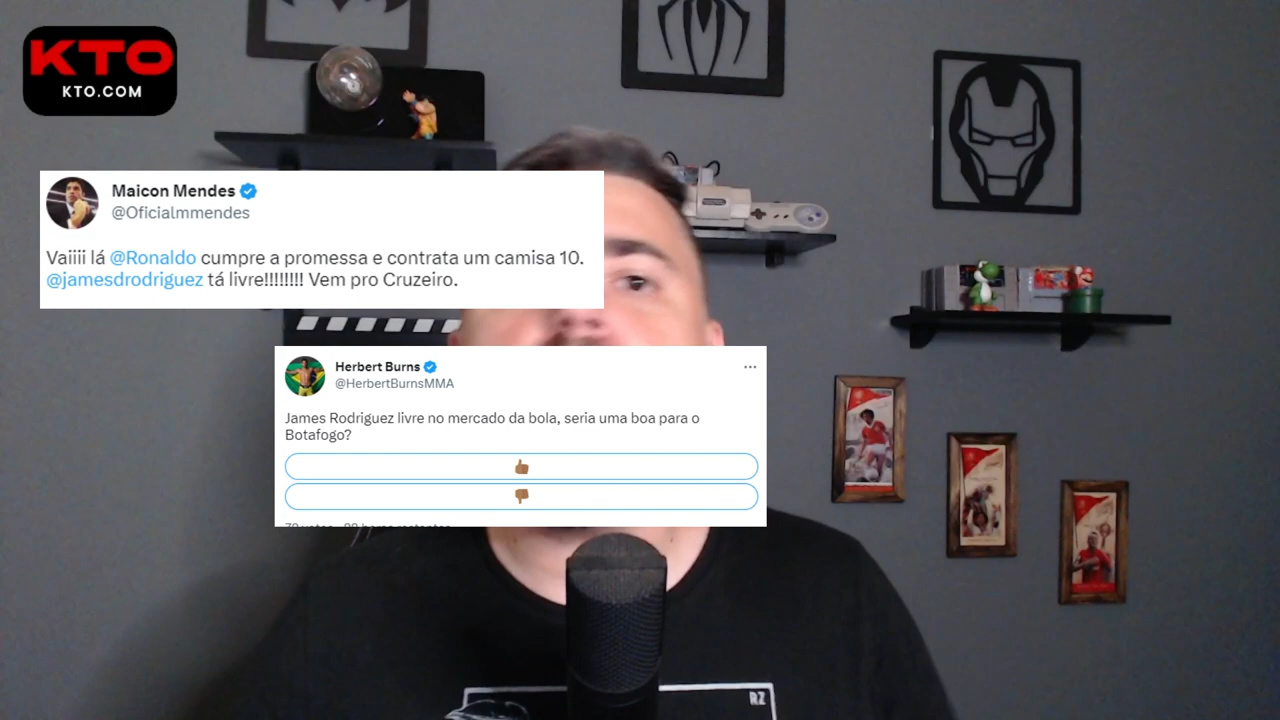 KTO
KTO.COM
Maicon Mendes
@Oficialmmendes
Vaiiii lá @Ronaldo cumpre a promessa e contrata um camisa 10.
@jamesdrodriguez tá livre!!!!!!!! Vem pro Cruzeiro.
Herbert Burns
@HerbertBurnsMMA
James Rodriguez livre no mercado da bola, seria uma boa para o
Botafogo?
RZ